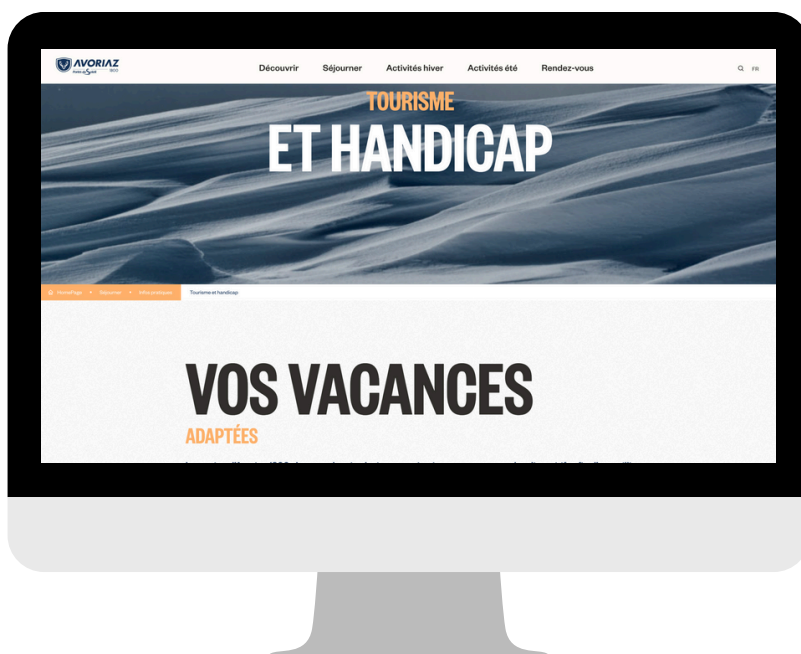 AVORIAZ
1800
Découvrir Séjourner Activités hiver Activités été Rendez-vous
FR
TOURISME
ET HANDICAP
HomePage • Séjourner • Infos pratiques Tourisme et handicap
VOS VACANCES
ADAPTÉES